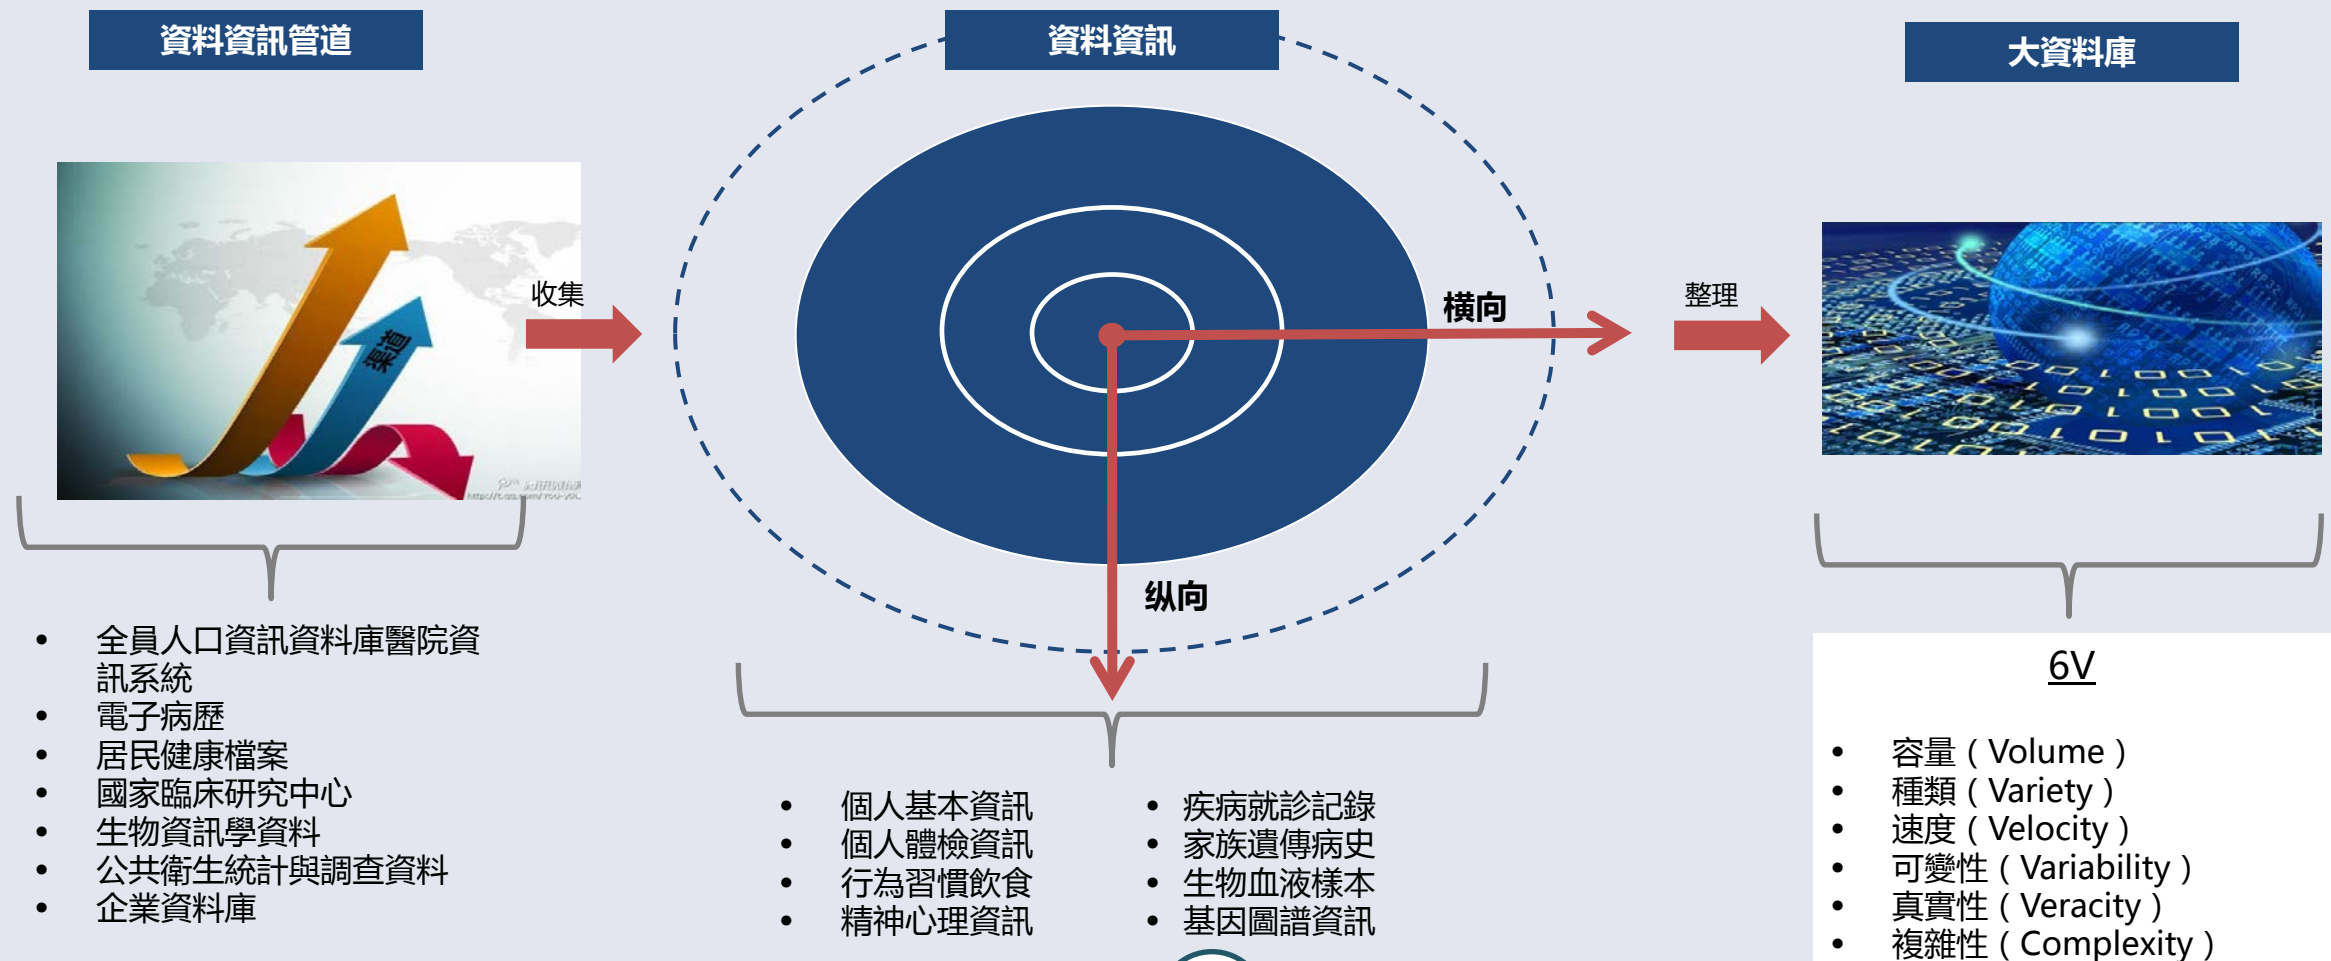 資料資訊管道
資料資訊
大資料庫
渠道
收集
橫向
整理
纵向
• 全員人口資訊資料庫醫院資
訊系統
• 電子病歷
• 居民健康檔案
• 國家臨床研究中心
• 生物資訊學資料
• 公共衛生統計與調查資料
• 企業資料庫
• 個人基本資訊
• 個人體檢資訊
• 行為習慣飲食
• 精神心理資訊
• 疾病就診記錄
• 家族遺傳病史
• 生物血液樣本
• 基因圖譜資訊
6V
• 容量（Volume）
• 種類（Variety）
• 速度（Velocity）
• 可變性（Variability）
• 真實性（Veracity）
• 複雜性（Complexity）